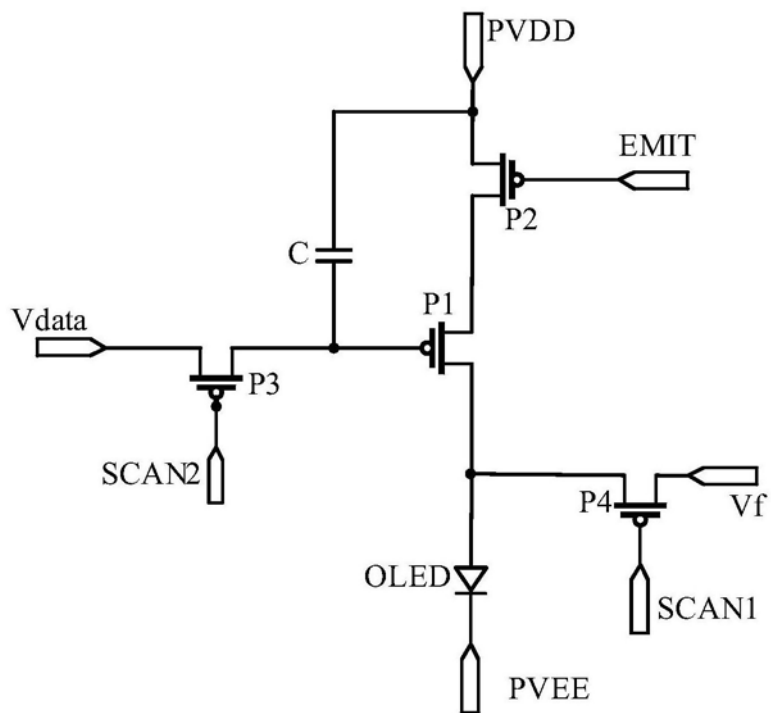 PVDD
EMIT
P2
C
P1
Vdata
P3
SCAN2
P4
Vf
OLED
SCAN1
PVEE